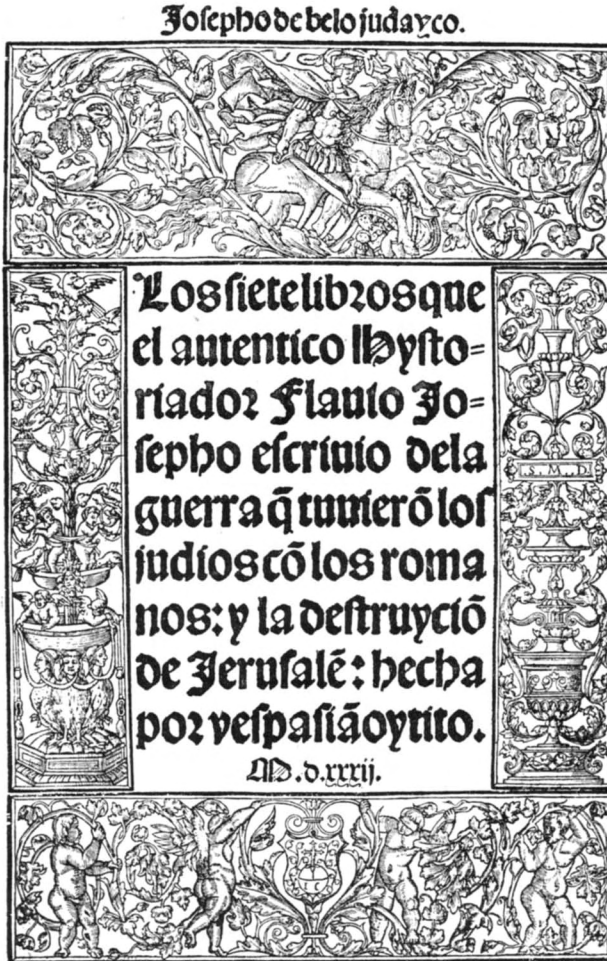 Josepho de belo judayco.
Los siete libros que
el autentico Hysto=
riador Flauio Jo=
sepho escriuio dela
guerra q̃ tuuierõ los
judios cõ los roma
nos: y la destruyciõ
de Jerusalẽ: hecha
por vespasiãoytito.
M.d.xxxij.
S.M.D.